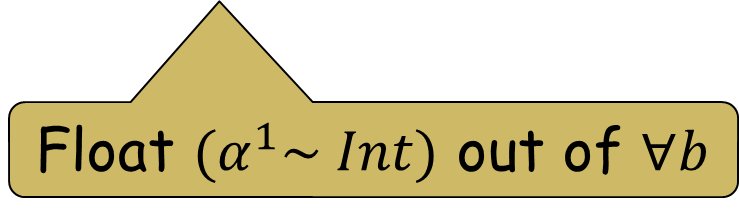 Float (α¹~ Int) out of ∀b